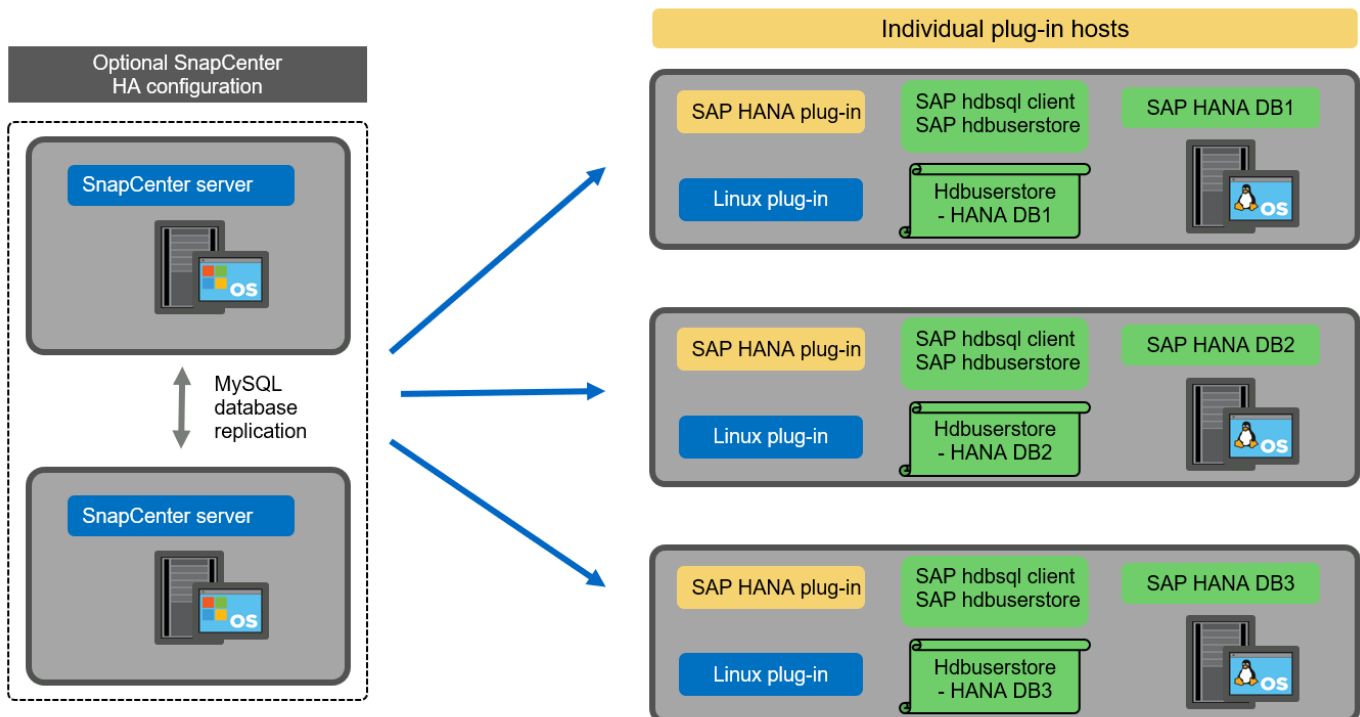 Optional SnapCenter
HA configuration
SnapCenter server
OS
MySQL
database
replication
SnapCenter server
OS
Individual plug-in hosts
SAP HANA plug-in
SAP hdbsql client
SAP hdbuserstore
SAP HANA DB1
Linux plug-in
Hdbuserstore
- HANA DB1
OS
SAP HANA plug-in
SAP hdbsql client
SAP hdbuserstore
SAP HANA DB2
Linux plug-in
Hdbuserstore
- HANA DB2
OS
SAP HANA plug-in
SAP hdbsql client
SAP hdbuserstore
SAP HANA DB3
Linux plug-in
Hdbuserstore
- HANA DB3
OS